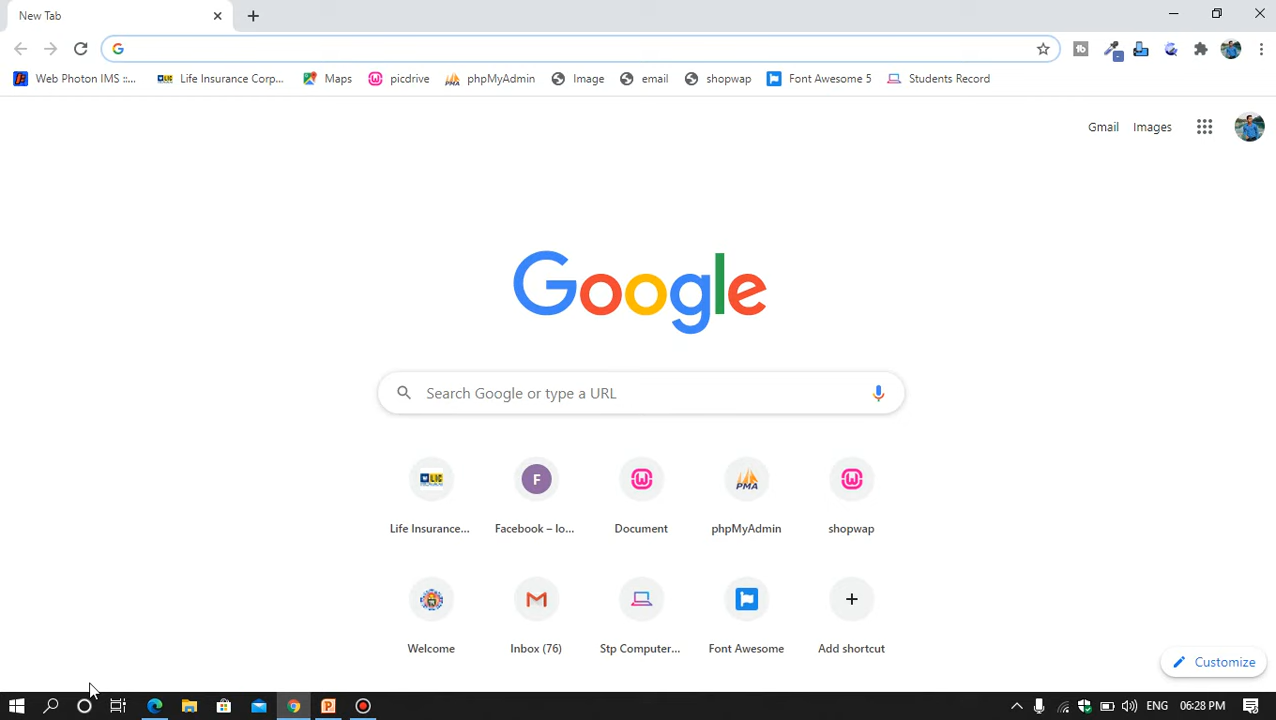 New Tab
Web Photon IMS ::...
Life Insurance Corp...
Maps
picdrive
phpMyAdmin
Image
email
shopwap
Font Awesome 5
Students Record
Gmail
Images
Google
Search Google or type a URL
LIC
F
PMA
Life Insurance...
Facebook – lo...
Document
phpMyAdmin
shopwap
Welcome
Inbox (76)
Stp Computer...
Font Awesome
Add shortcut
Customize
ENG
06:28 PM